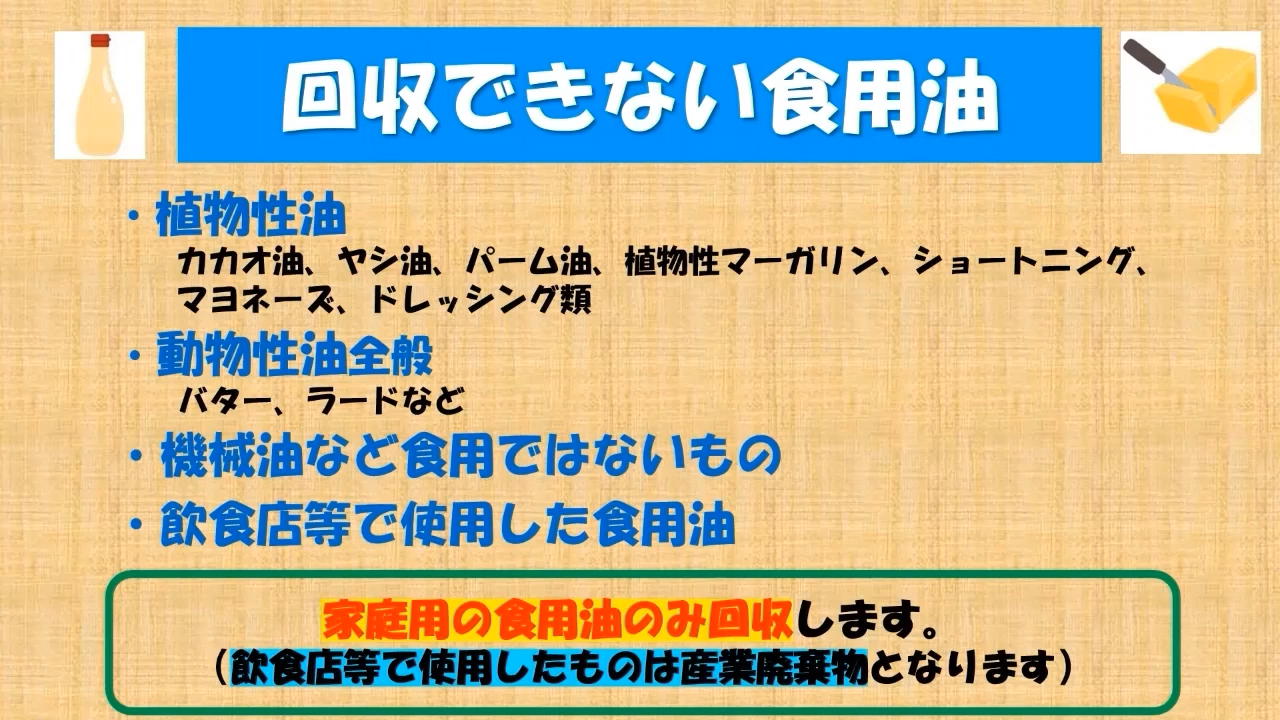 回収できない食用油
・植物性油
カカオ油、ヤシ油、パーム油、植物性マーガリン、ショートニング、
マヨネーズ、ドレッシング類
・動物性油全般
バター、ラードなど
・機械油など食用ではないもの
・飲食店等で使用した食用油
家庭用の食用油のみ回収します。
（飲食店等で使用したものは産業廃棄物となります）